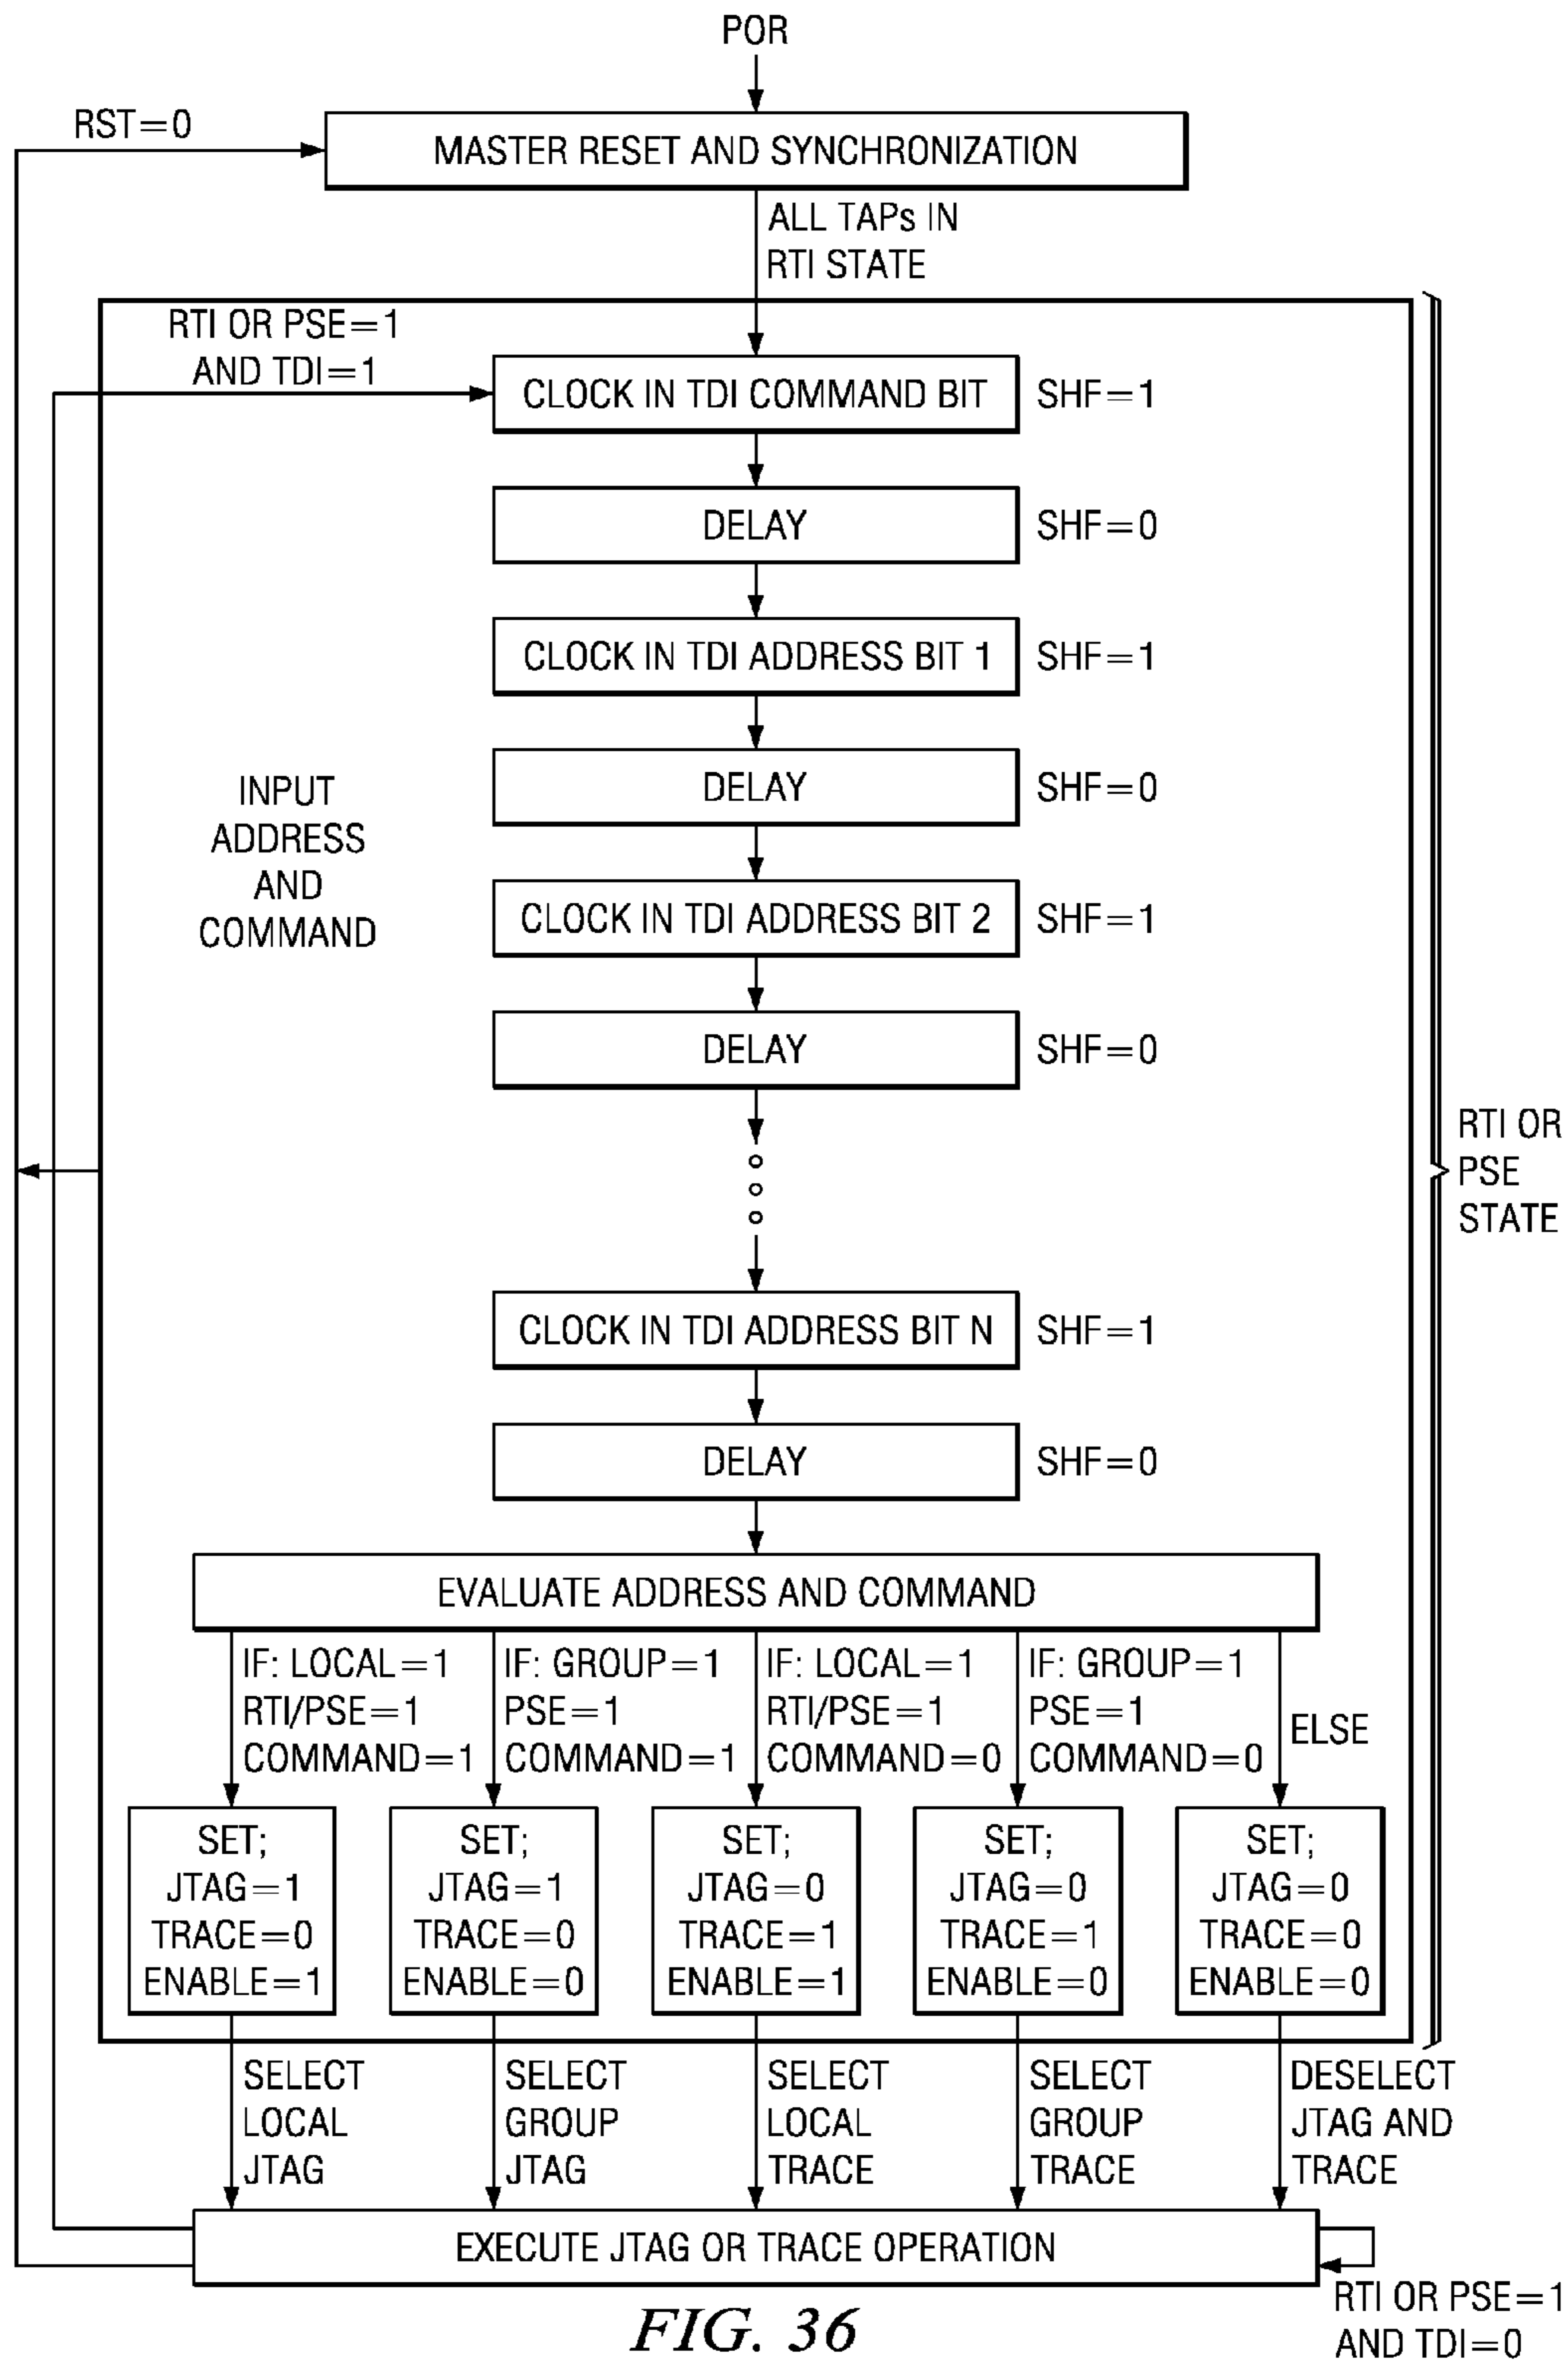 POR
RST=0
MASTER RESET AND SYNCHRONIZATION
ALL TAPs IN
RTI STATE
RTI OR PSE=1
AND TDI=1
CLOCK IN TDI COMMAND BIT
SHF=1
DELAY
SHF=0
CLOCK IN TDI ADDRESS BIT 1
SHF=1
DELAY
SHF=0
INPUT
ADDRESS
AND
COMMAND
CLOCK IN TDI ADDRESS BIT 2
SHF=1
DELAY
SHF=0
RTI OR
PSE
STATE
CLOCK IN TDI ADDRESS BIT N
SHF=1
DELAY
SHF=0
EVALUATE ADDRESS AND COMMAND
IF: LOCAL=1
RTI/PSE=1
COMMAND=1
IF: GROUP=1
PSE=1
COMMAND=1
IF: LOCAL=1
RTI/PSE=1
COMMAND=0
IF: GROUP=1
PSE=1
COMMAND=0
ELSE
SET;
JTAG=1
TRACE=0
ENABLE=1
SET;
JTAG=1
TRACE=0
ENABLE=0
SET;
JTAG=0
TRACE=1
ENABLE=1
SET;
JTAG=0
TRACE=1
ENABLE=0
SET;
JTAG=0
TRACE=0
ENABLE=0
SELECT
LOCAL
JTAG
SELECT
GROUP
JTAG
SELECT
LOCAL
TRACE
SELECT
GROUP
TRACE
DESELECT
JTAG AND
TRACE
EXECUTE JTAG OR TRACE OPERATION
RTI OR PSE=1
AND TDI=0
FIG. 36